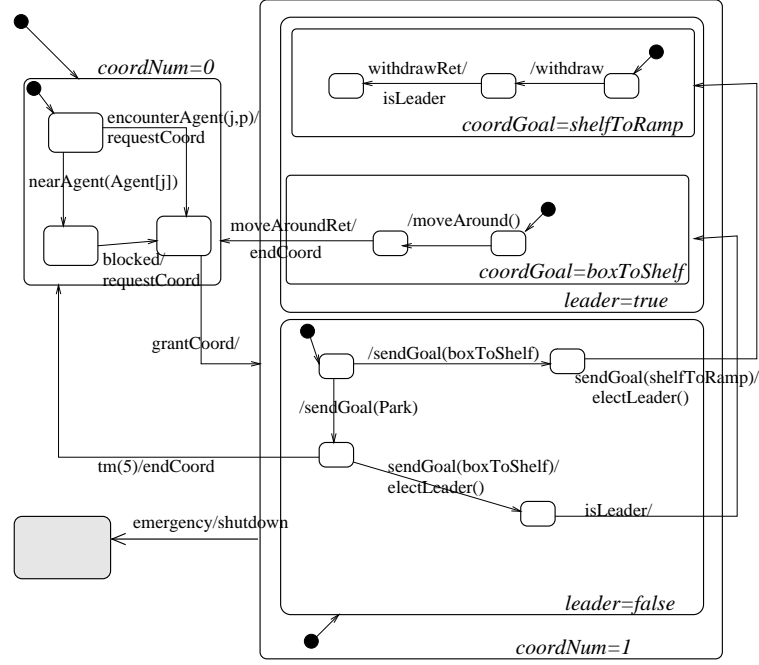 coordNum=0
encounterAgent(j,p)/
requestCoord
nearAgent(Agent[j])
blocked/
requestCoord
grantCoord/
tm(5)/endCoord
emergency/shutdown
withdrawRet/
isLeader
/withdraw
coordGoal=shelfToRamp
moveAroundRet/
endCoord
/moveAround()
coordGoal=boxToShelf
leader=true
/sendGoal(boxToShelf)
sendGoal(shelfToRamp)/
electLeader()
/sendGoal(Park)
sendGoal(boxToShelf)/
electLeader()
isLeader/
leader=false
coordNum=1